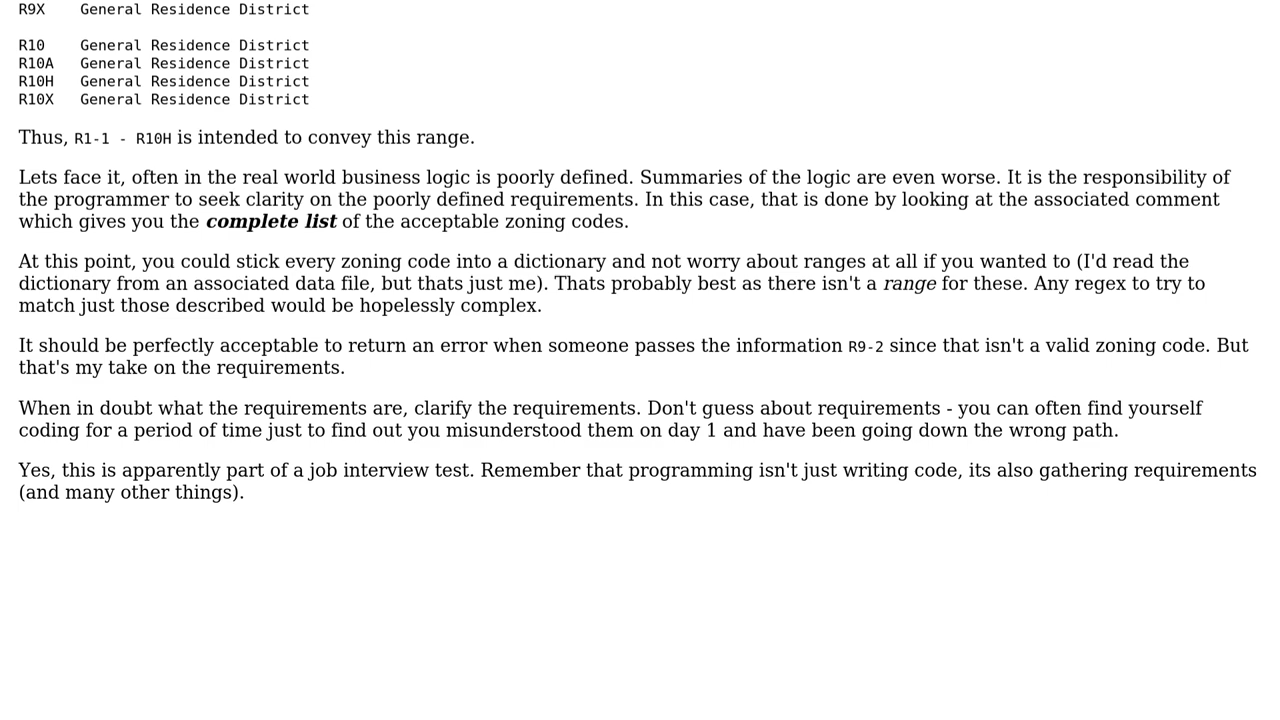 R9X    General Residence District
R10    General Residence District
R10A   General Residence District
R10H   General Residence District
R10X   General Residence District
Thus, R1-1 - R10H is intended to convey this range.
Lets face it, often in the real world business logic is poorly defined. Summaries of the logic are even worse. It is the responsibility of
the programmer to seek clarity on the poorly defined requirements. In this case, that is done by looking at the associated comment
which gives you the complete list of the acceptable zoning codes.
At this point, you could stick every zoning code into a dictionary and not worry about ranges at all if you wanted to (I'd read the
dictionary from an associated data file, but thats just me). Thats probably best as there isn't a range for these. Any regex to try to
match just those described would be hopelessly complex.
It should be perfectly acceptable to return an error when someone passes the information R9-2 since that isn't a valid zoning code. But
that's my take on the requirements.
When in doubt what the requirements are, clarify the requirements. Don't guess about requirements - you can often find yourself
coding for a period of time just to find out you misunderstood them on day 1 and have been going down the wrong path.
Yes, this is apparently part of a job interview test. Remember that programming isn't just writing code, its also gathering requirements
(and many other things).